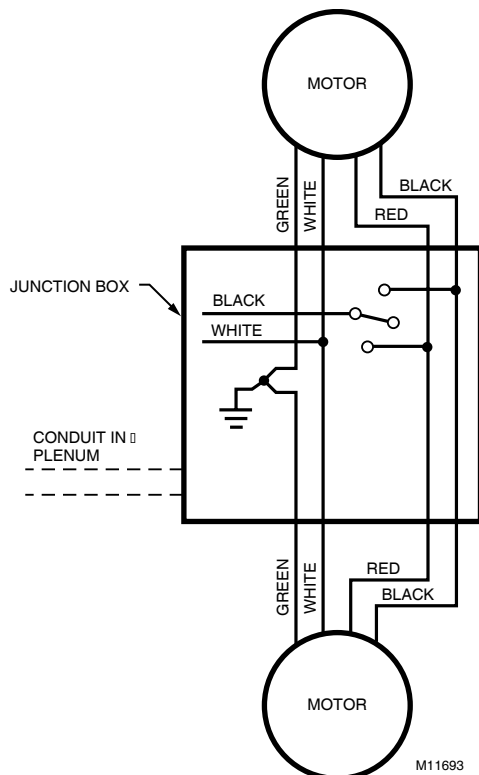 MOTOR
GREEN
WHITE
BLACK
RED
JUNCTION BOX
BLACK
WHITE
CONDUIT IN ▯
PLENUM
GREEN
WHITE
RED
BLACK
MOTOR
M11693